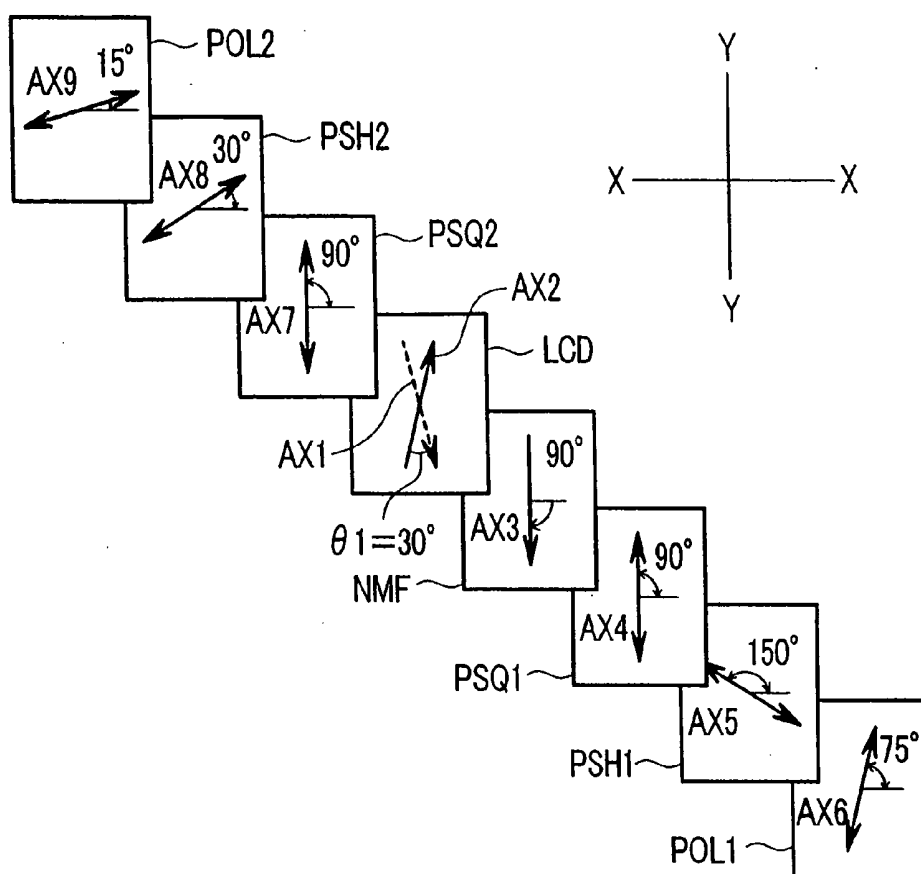 POL2
15°
AX9
Y
PSH2
30°
AX8
X
X
PSQ2
90°
AX7
AX2
Y
LCD
AX1
90°
θ1=30°
AX3
NMF
90°
AX4
150°
PSQ1
AX5
75°
PSH1
AX6
POL1